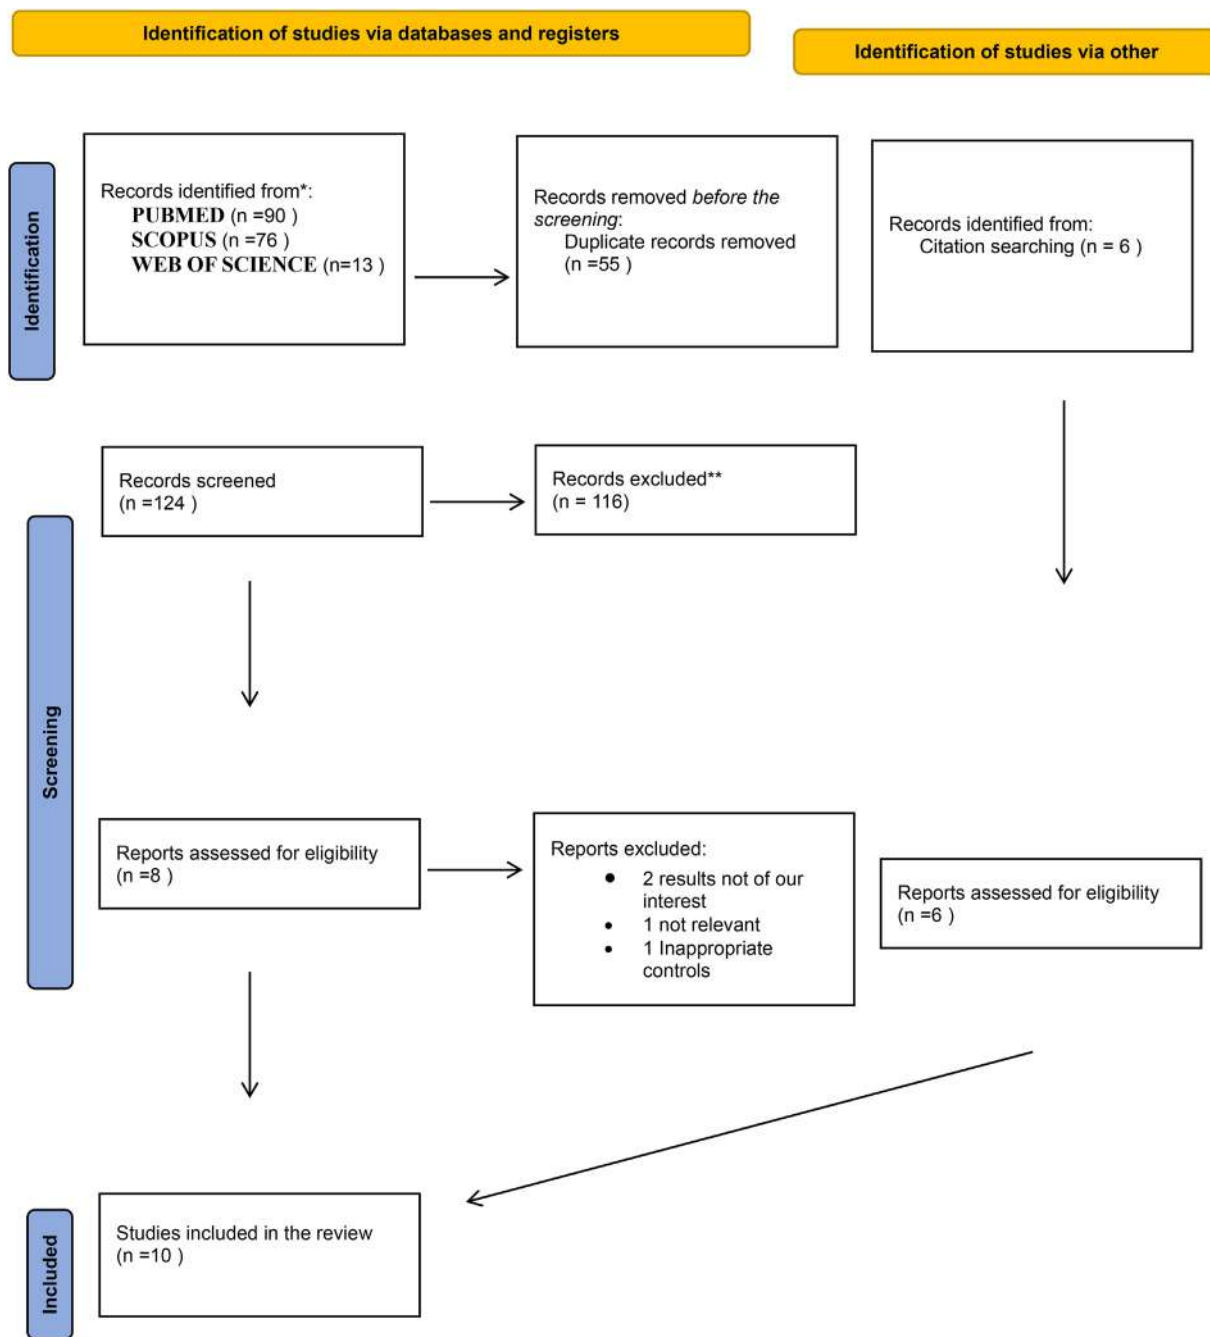 Identification of studies via databases and registers
Identification of studies via other
Identification
Records identified from*:
PUBMED (n =90 )
SCOPUS (n =76 )
WEB OF SCIENCE (n=13 )
Records removed before the
screening:
Duplicate records removed
(n =55 )
Records identified from:
Citation searching (n = 6 )
Screening
Records screened
(n =124 )
Records excluded**
(n = 116)
Reports assessed for eligibility
(n =8 )
Reports excluded:
● 2 results not of our
interest
• 1 not relevant
• 1 Inappropriate
controls
Reports assessed for eligibility
(n =6 )
Included
Studies included in the review
(n =10 )